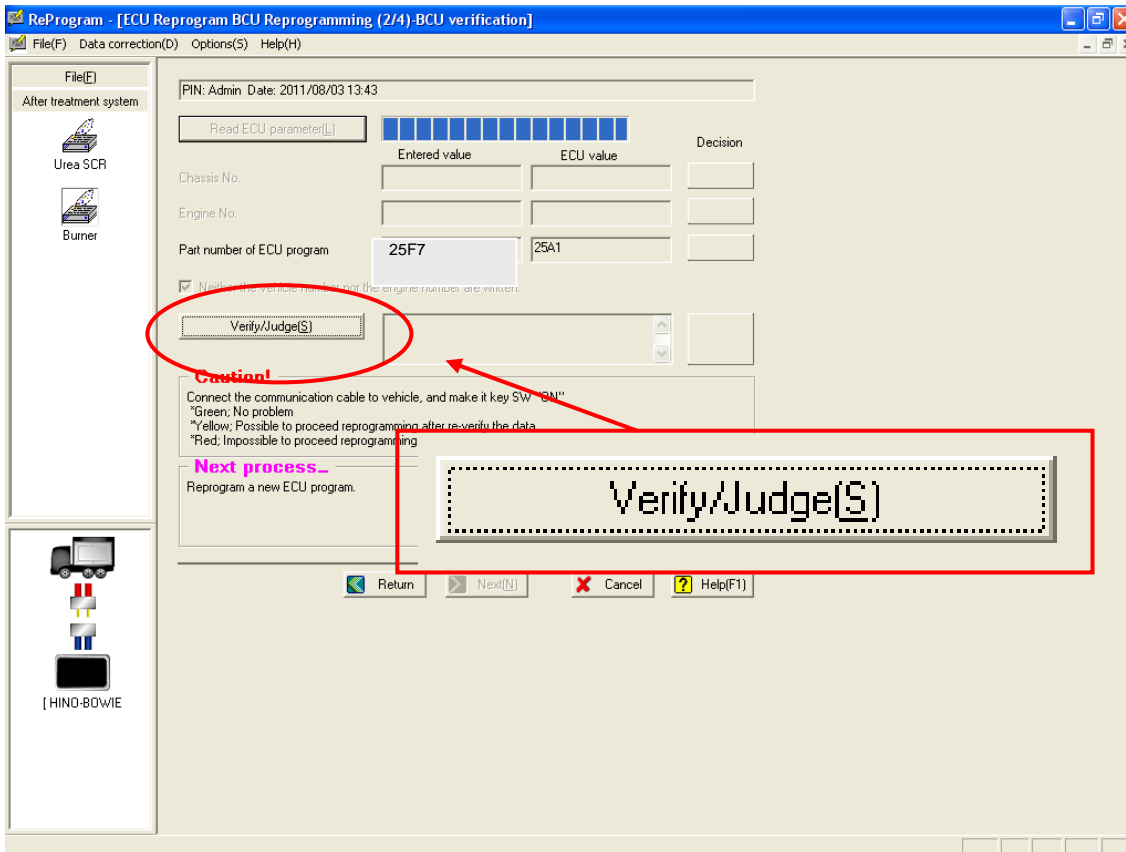 ReProgram - [ECU Reprogram BCU Reprogramming (2/4)-BCU verification]
File(F) Data correction(D) Options(S) Help(H)
File(F)
After treatment system
Urea SCR
Burner
[ HINO-BOWIE
PIN: Admin Date: 2011/08/03 13:43
Read ECU parameter(L)
Entered value ECU value Decision
Chassis No.
Engine No.
Part number of ECU program 25F7 25A1
Neither the vehicle number nor the engine number are written.
Verify/Judge(S)
Caution!
Connect the communication cable to vehicle, and make it key SW "ON"
*Green; No problem
*Yellow; Possible to proceed reprogramming after re-verify the data
*Red; Impossible to proceed reprogramming
Next process...
Reprogram a new ECU program.
Verify/Judge(S)
Return Next(N) Cancel Help(F1)